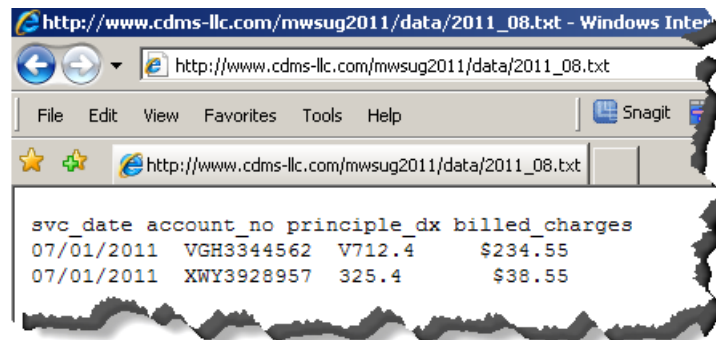 http://www.cdms-llc.com/mwsug2011/data/2011_08.txt - Windows Inter
http://www.cdms-llc.com/mwsug2011/data/2011_08.txt
File Edit View Favorites Tools Help Snagit
http://www.cdms-llc.com/mwsug2011/data/2011_08.txt
svc_date account_no principle_dx billed_charges
07/01/2011 VGH3344562 V712.4 $234.55
07/01/2011 XWY3928957 325.4 $38.55